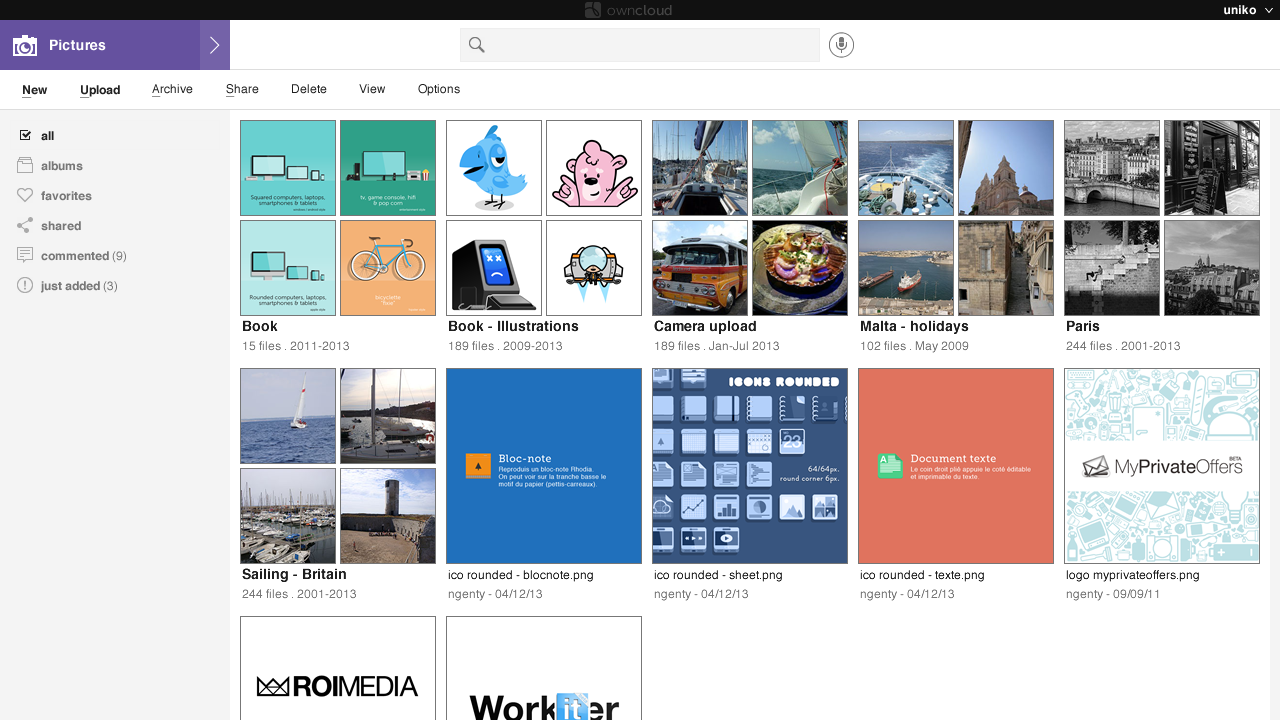 owncloud
uniko
Pictures
New Upload Archive Share Delete View Options
all
albums
favorites
shared
commented (9)
just added (3)
Squared computers, laptops,
smartphones & tablets
tv, game console, hifi
& pop corn
Rounded computers, laptops,
smartphones & tablets
bicyclette
"fixie"
Book
15 files . 2011-2013
Book - Illustrations
189 files . 2009-2013
Camera upload
189 files . Jan-Jul 2013
Malta - holidays
102 files . May 2009
Paris
244 files . 2001-2013
Bloc-note
Reproduis un bloc-note Rhodia.
On peut voir sur la tranche basse le
motif du papier (pettis-carreaux).
ICONS ROUNDED
23
64/64px.
round corner 6px.
A
Document texte
Le coin droit plié appuie le coté éditable
et imprimable du texte.
MyPrivateOffers BETA
Sailing - Britain
244 files . 2001-2013
ico rounded - blocnote.png
ngenty - 04/12/13
ico rounded - sheet.png
ngenty - 04/12/13
ico rounded - texte.png
ngenty - 04/12/13
logo myprivateoffers.png
ngenty - 09/09/11
ROIMEDIA
Workiter